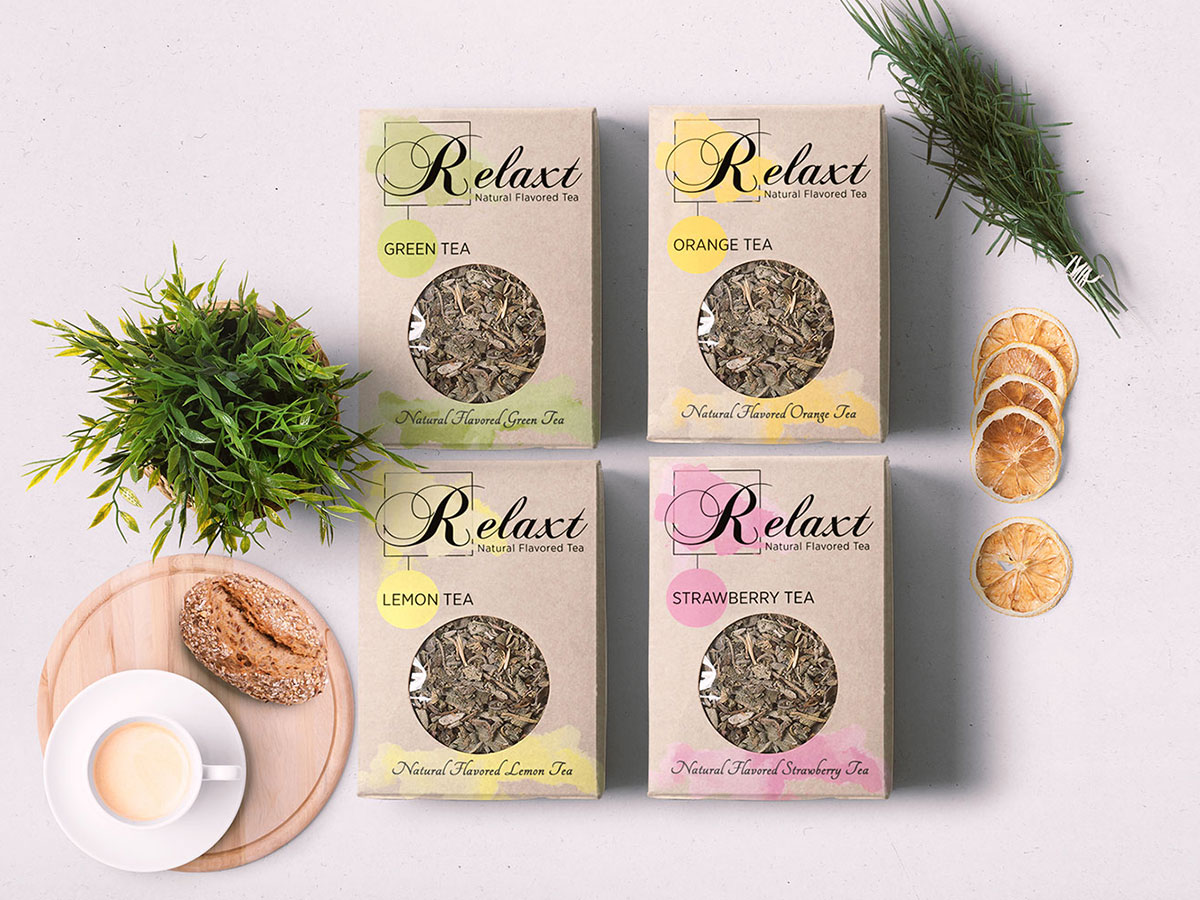 Relaxt
Natural Flavored Tea
GREEN TEA
Natural Flavored Green Tea
Relaxt
Natural Flavored Tea
ORANGE TEA
Natural Flavored Orange Tea
Relaxt
Natural Flavored Tea
LEMON TEA
Natural Flavored Lemon Tea
Relaxt
Natural Flavored Tea
STRAWBERRY TEA
Natural Flavored Strawberry Tea